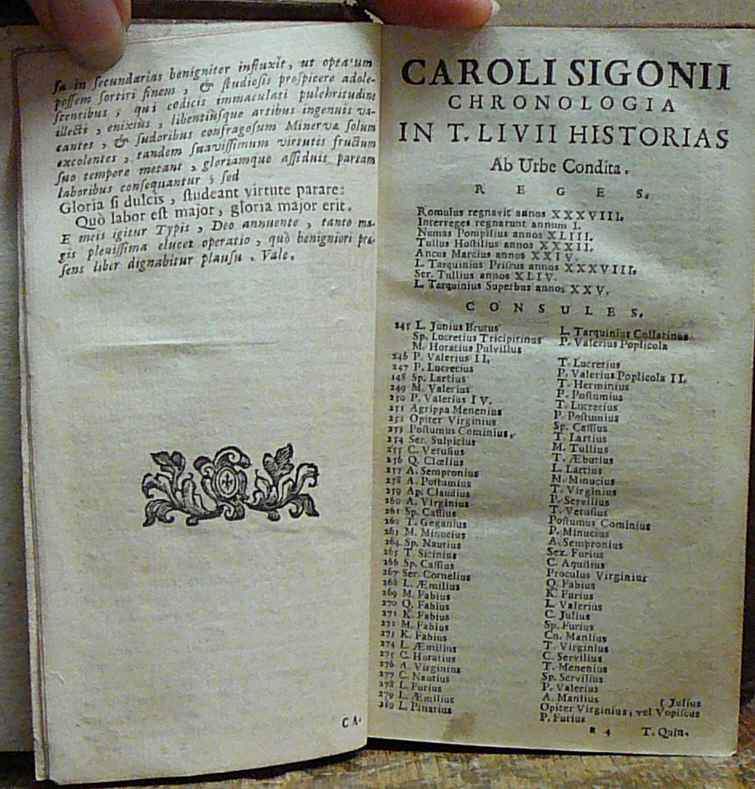 ſa in ſecundarias benigniter influxit, ut optatum
poſſem ſortiri finem, & ſtudioſis proſpicere adole-
ſcentibus, qui codicis immaculati pulchritudine
illecti, enixiùs, libentiuſque artibus ingenuis va-
cantes, & ſudoribus confragoſum Minervæ ſolum
excolentes, tandem ſuaviſſimum virtutis fructum
ſuo tempore metant, gloriamque aſſiduis partam
laboribus conſequantur; ſed
Gloria ſi dulcis, ſtudeant virtute parare:
Quò labor eſt major, gloria major erit.
E meis igitur Typis, Deo annuente, tanto ma-
gis pleniſſima elucet operatio, quò benigniori præ-
ſens liber dignabitur plauſu. Vale.
CA-
CAROLI SIGONII
CHRONOLOGIA
IN T. LIVII HISTORIAS
Ab Urbe Condita.
REGES.
Romulus regnavit annos XXXVIII.
Interreges regnarunt annum I.
Numas Pompilius annos XLIII.
Tullus Hoſtilius annos XXXII.
Ancus Marcius annos XXIV.
L. Tarquinius Priſcus annos XXXVIII.
Ser. Tullius annos XLIV.
L. Tarquinius Superbus annos XXV.
CONSULES.
245 L. Junius Brutus L. Tarquinius Collatinus
Sp. Lucretius Tricipitinus P. Valerius Poplicola
M. Horatius Pulvillus
246 P. Valerius II. T. Lucretius
247 P. Lucrecius P. Valerius Poplicola II.
248 Sp. Lartius T. Herminius
249 M. Valerius P. Poſtumius
250 P. Valerius IV. T. Lucrecius
251 Agrippa Menenius P. Poſtumius
252 Opiter Virginius Sp. Caſſius
253 Poſtumus Cominius, T. Lartius
254 Ser. Sulpicius M. Tullius
255 C. Vetuſius T. Æbutius
256 Q. Clœlius L. Lartius
257 A. Sempronius M. Minucius
258 A. Poſtumius T. Virginius
259 Ap. Claudius P. Servilius
260 A. Virginius T. Vetuſius
261 Sp. Caſſius Poſtumus Cominius
262 T. Geganius P. Minucius
263 M. Minucius A. Sempronius
264 Sp. Nautius Sex. Furius
265 T. Sicinius C. Aquilius
266 Sp. Caſſius Proculus Virginius
267 Ser. Cornelius Q. Fabius
268 L. Æmilius K. Furius
269 M. Fabius L. Valerius
270 Q. Fabius C. Julius
271 K. Fabius Sp. Furius
272 M. Fabius Cn. Manlius
273 K. Fabius T. Virginius
274 L. Æmilius C. Servilius
275 C. Horatius T. Menenius
276 A. Virginius Sp. Servilius
277 C. Nautius P. Valerius
278 L. Furius A. Manlius [Julius
279 L. Æmilius Opiter Virginius, vel Vopiſcus
280 L. Pinarius P. Furius
a 4 T. Quin-